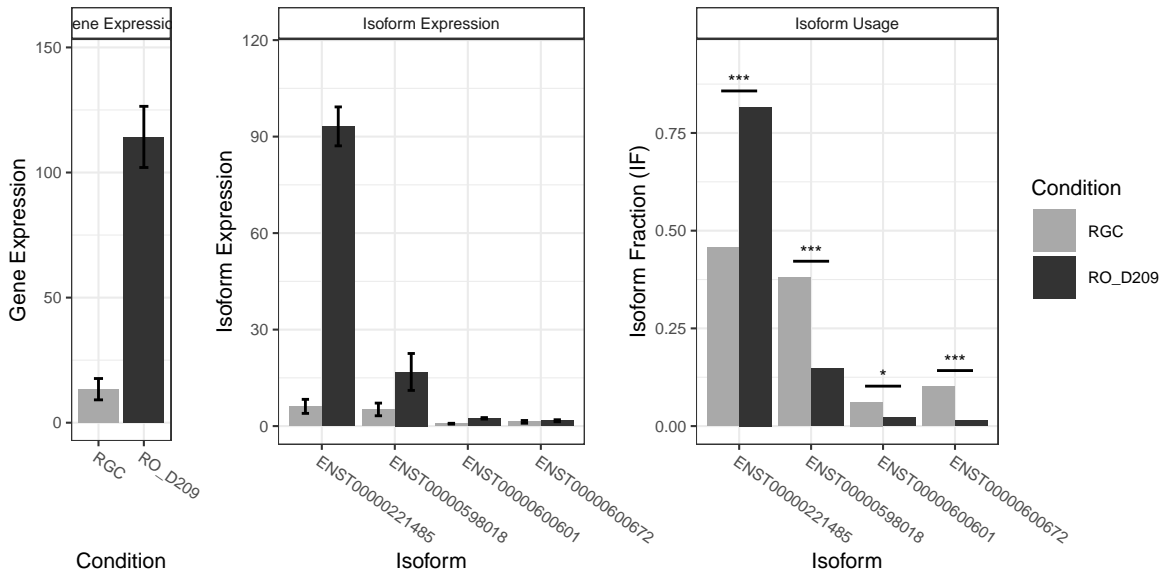 ene Expressio
150
100
50
0
Gene Expression
RGC
RO_D209
Condition
Isoform Expression
120
90
60
30
0
Isoform Expression
ENST00000221485
ENST00000598018
ENST00000600601
ENST00000600672
Isoform
Isoform Usage
0.75
0.50
0.25
0.00
Isoform Fraction (IF)
***
***
*
***
ENST00000221485
ENST00000598018
ENST00000600601
ENST00000600672
Isoform
Condition
RGC
RO_D209